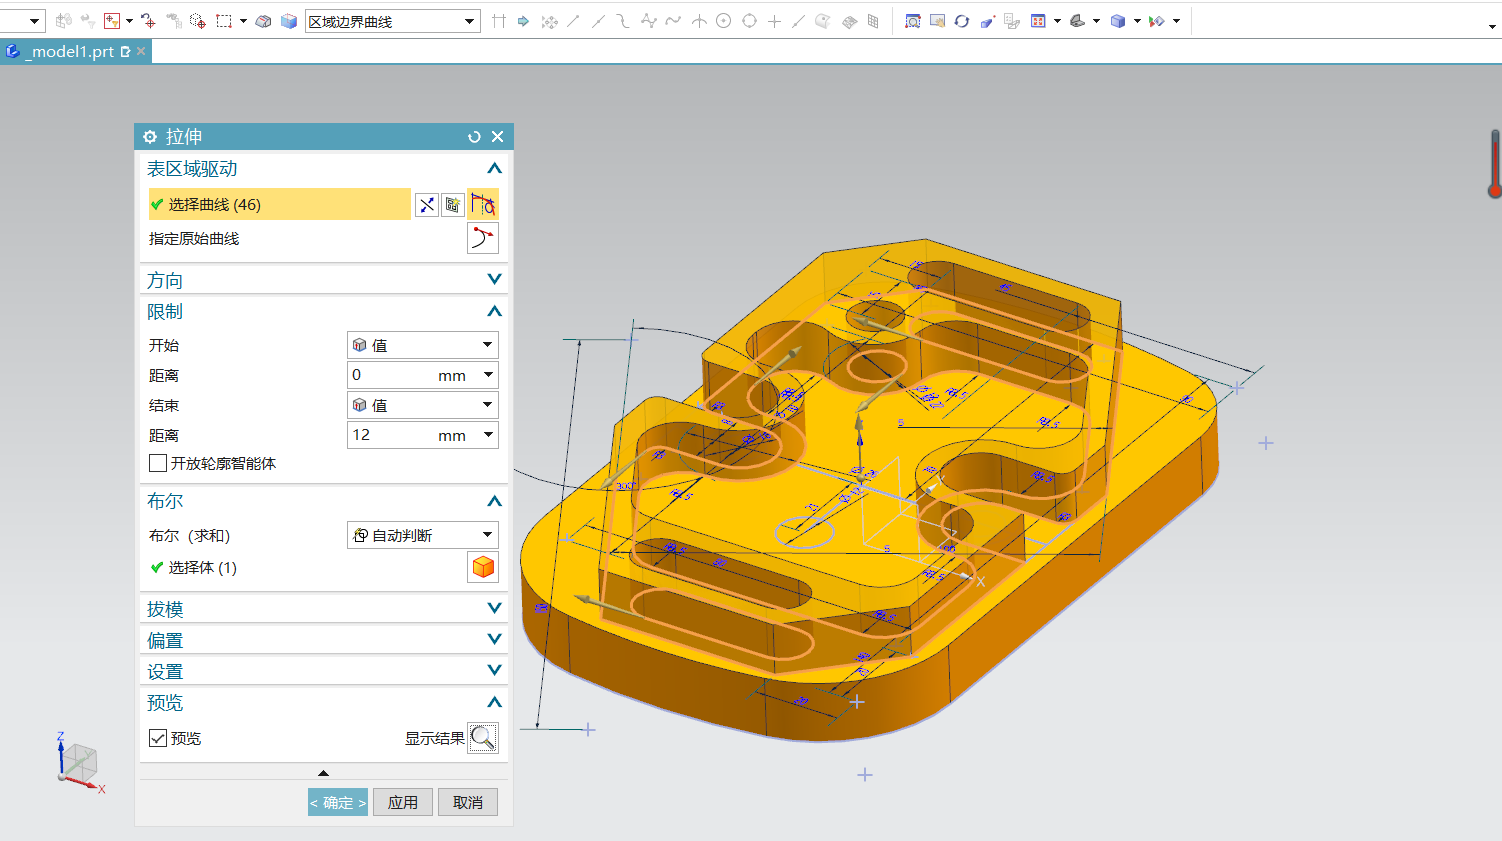 区域边界曲线
_model1.prt
拉伸
表区域驱动
选择曲线 (46)
指定原始曲线
方向
限制
开始 值
距离 0 mm
结束 值
距离 12 mm
开放轮廓智能体
布尔
布尔（求和） 自动判断
选择体 (1)
拔模
偏置
设置
预览
预览 显示结果
< 确定 > 应用 取消
Z
X
X
5
5
300°